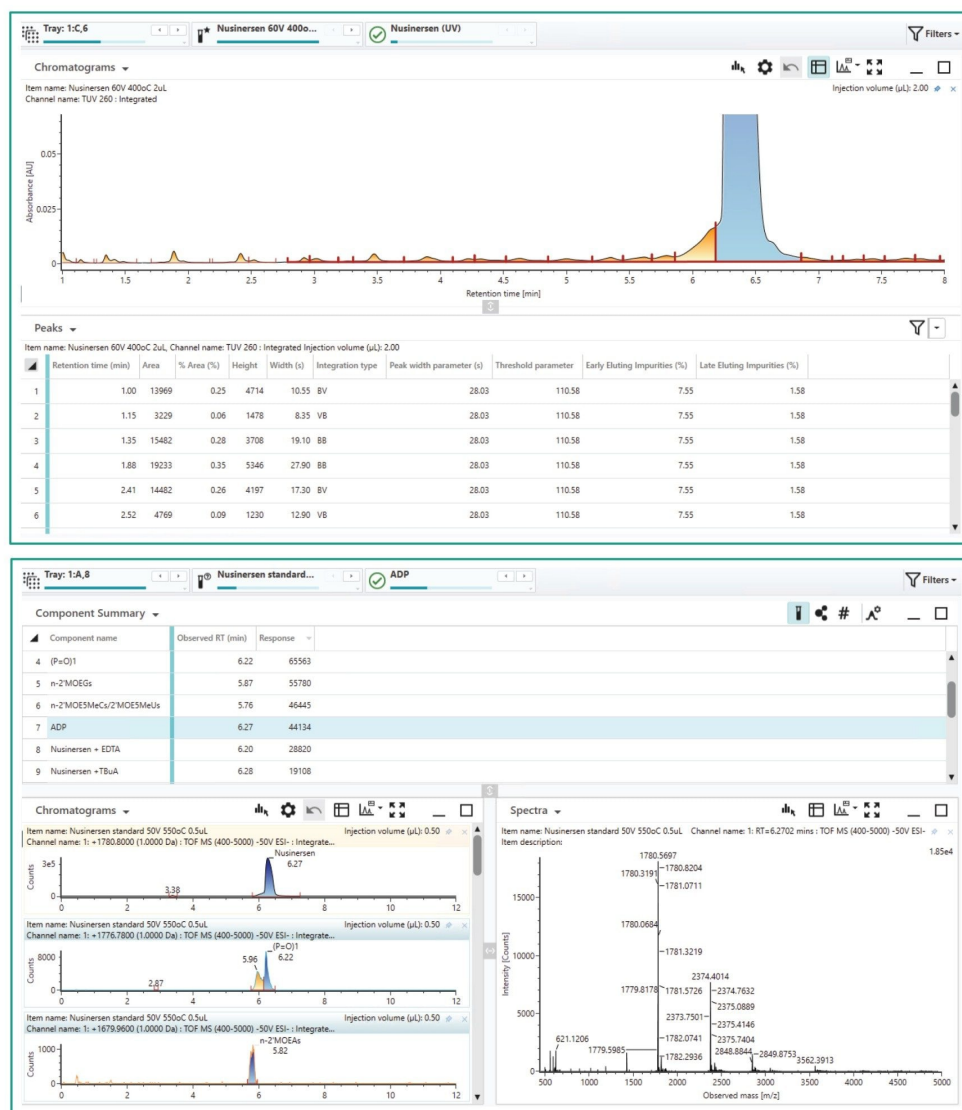 Tray: 1:C,6
Nusinersen 60V 400o...
Nusinersen (UV)
Filters
Chromatograms
Item name: Nusinersen 60V 400oC 2uL
Injection volume (µL): 2.00
Channel name: TUV 260 : Integrated
Absorbance [AU]
0.05
0.025
0
1 1.5 2 2.5 3 3.5 4 4.5 5 5.5 6 6.5 7 7.5 8
Retention time [min]
Peaks
Item name: Nusinersen 60V 400oC 2uL, Channel name: TUV 260 : Integrated Injection volume (µL): 2.00
Retention time (min) Area % Area (%) Height Width (s) Integration type Peak width parameter (s) Threshold parameter Early Eluting Impurities (%) Late Eluting Impurities (%)
1 1.00 13969 0.25 4714 10.55 BV 28.03 110.58 7.55 1.58
2 1.15 3229 0.06 1478 8.35 VB 28.03 110.58 7.55 1.58
3 1.35 15482 0.28 3708 19.10 BB 28.03 110.58 7.55 1.58
4 1.88 19233 0.35 5346 27.90 BB 28.03 110.58 7.55 1.58
5 2.41 14482 0.26 4197 17.30 BV 28.03 110.58 7.55 1.58
6 2.52 4769 0.09 1230 12.90 VB 28.03 110.58 7.55 1.58
Tray: 1:A,8
Nusinersen standard...
ADP
Filters
Component Summary
#
Component name Observed RT (min) Response
4 (P=O)1 6.22 65563
5 n-2'MOEGs 5.87 55780
6 n-2'MOE5MeCs/2'MOE5MeUs 5.76 46445
7 ADP 6.27 44134
8 Nusinersen + EDTA 6.20 28820
9 Nusinersen +TBuA 6.28 19108
Chromatograms
Item name: Nusinersen standard 50V 550oC 0.5uL
Injection volume (µL): 0.50
Channel name: 1: +1780.8000 (1.0000 Da) : TOF MS (400-5000) -50V ESI- : Integrate...
Counts
3e5
0
3.38
Nusinersen
6.27
0 2 4 6 8 10 12
Item name: Nusinersen standard 50V 550oC 0.5uL
Injection volume (µL): 0.50
Channel name: 1: +1776.7800 (1.0000 Da) : TOF MS (400-5000) -50V ESI- : Integrate...
Counts
8000
0
2.87
5.96
(P=O)1
6.22
0 2 4 6 8 10 12
Item name: Nusinersen standard 50V 550oC 0.5uL
Injection volume (µL): 0.50
Channel name: 1: +1679.9600 (1.0000 Da) : TOF MS (400-5000) -50V ESI- : Integrate...
Counts
1000
0
n-2'MOEAs
5.82
0 2 4 6 8 10 12
Spectra
Item name: Nusinersen standard 50V 550oC 0.5uL Channel name: 1: RT=6.2702 mins : TOF MS (400-5000) -50V ESI-
Item description:
1.85e4
Intensity [Counts]
15000
10000
5000
0
1780.5697
1780.3191
1780.8204
1781.0711
1780.0684
1781.3219
1779.8178
1781.5726
1782.0741
1779.5985
1782.2936
621.1206
2374.4014
2374.7632
2375.0889
2373.7501
2375.4146
2375.7404
2848.8844
2849.8753
3562.3913
500 1000 1500 2000 2500 3000 3500 4000 4500 5000
Observed mass [m/z]